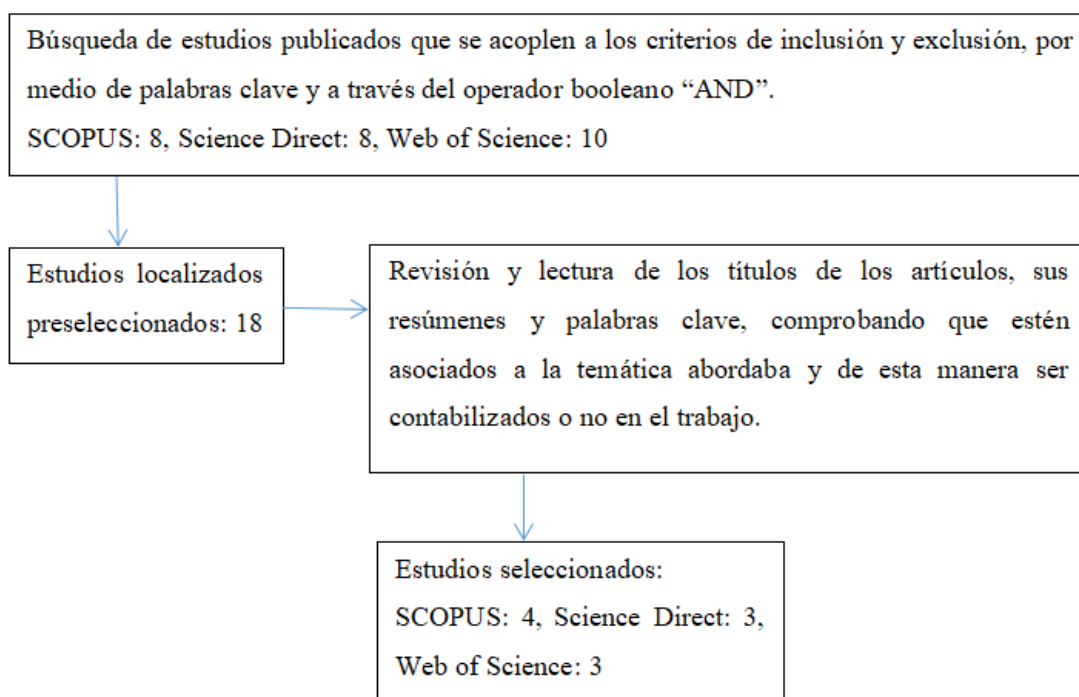 Búsqueda de estudios publicados que se acoplen a los criterios de inclusión y exclusión, por
medio de palabras clave y a través del operador booleano “AND”.
SCOPUS: 8, Science Direct: 8, Web of Science: 10
Estudios localizados
preseleccionados: 18
Revisión y lectura de los títulos de los artículos, sus
resúmenes y palabras clave, comprobando que estén
asociados a la temática abordaba y de esta manera ser
contabilizados o no en el trabajo.
Estudios seleccionados:
SCOPUS: 4, Science Direct: 3,
Web of Science: 3